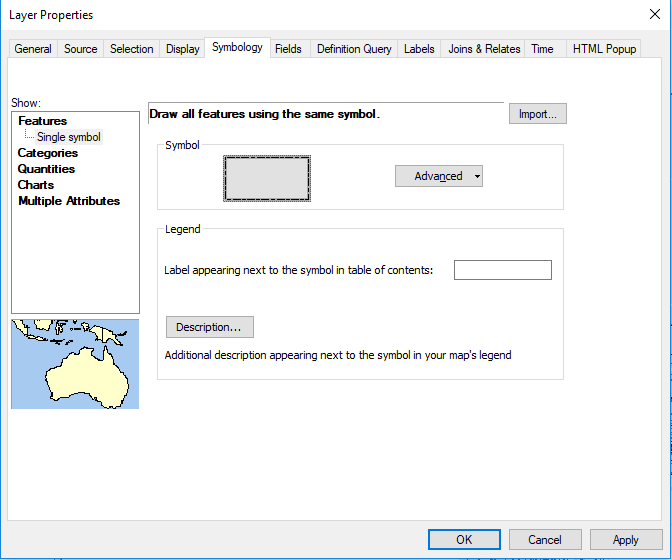 Layer Properties
General Source Selection Display Symbology Fields Definition Query Labels Joins & Relates Time HTML Popup
Show:
Features
Single symbol
Categories
Quantities
Charts
Multiple Attributes
Draw all features using the same symbol.
Import...
Symbol
Advanced
Legend
Label appearing next to the symbol in table of contents:
Description...
Additional description appearing next to the symbol in your map's legend
OK Cancel Apply